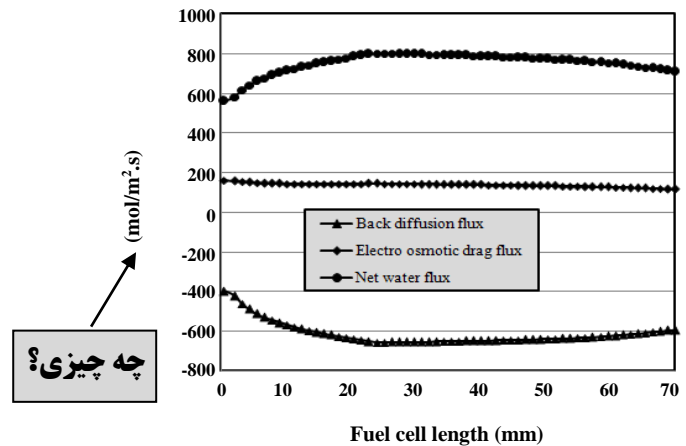 1000
800
600
400
200
0
-200
-400
-600
-800
(mol/m².s)
Back diffusion flux
Electro osmotic drag flux
Net water flux
چه چیزی؟
0 10 20 30 40 50 60 70
Fuel cell length (mm)